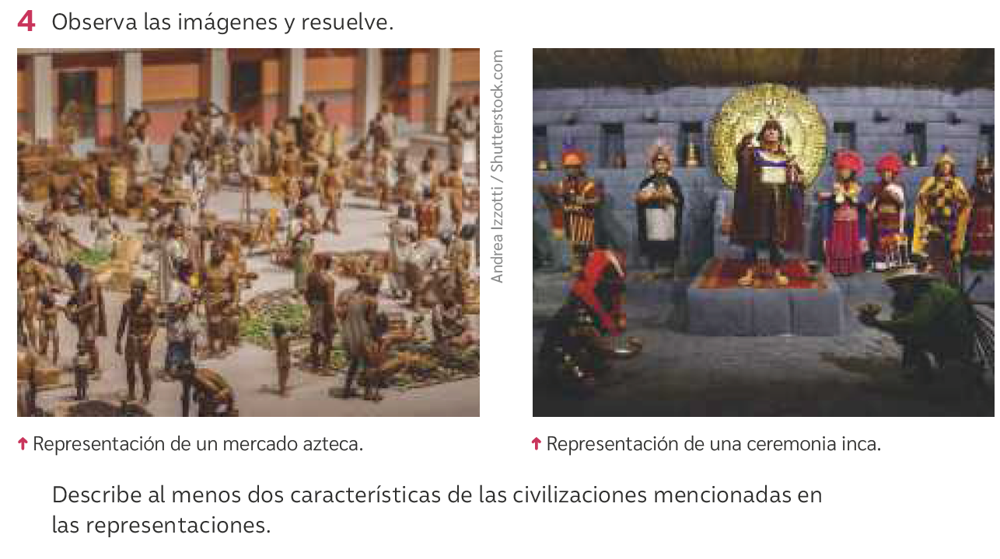 4 Observa las imágenes y resuelve.
Andrea Izzotti / Shutterstock.com
↑ Representación de un mercado azteca.
↑ Representación de una ceremonia inca.
Describe al menos dos características de las civilizaciones mencionadas en
las representaciones.